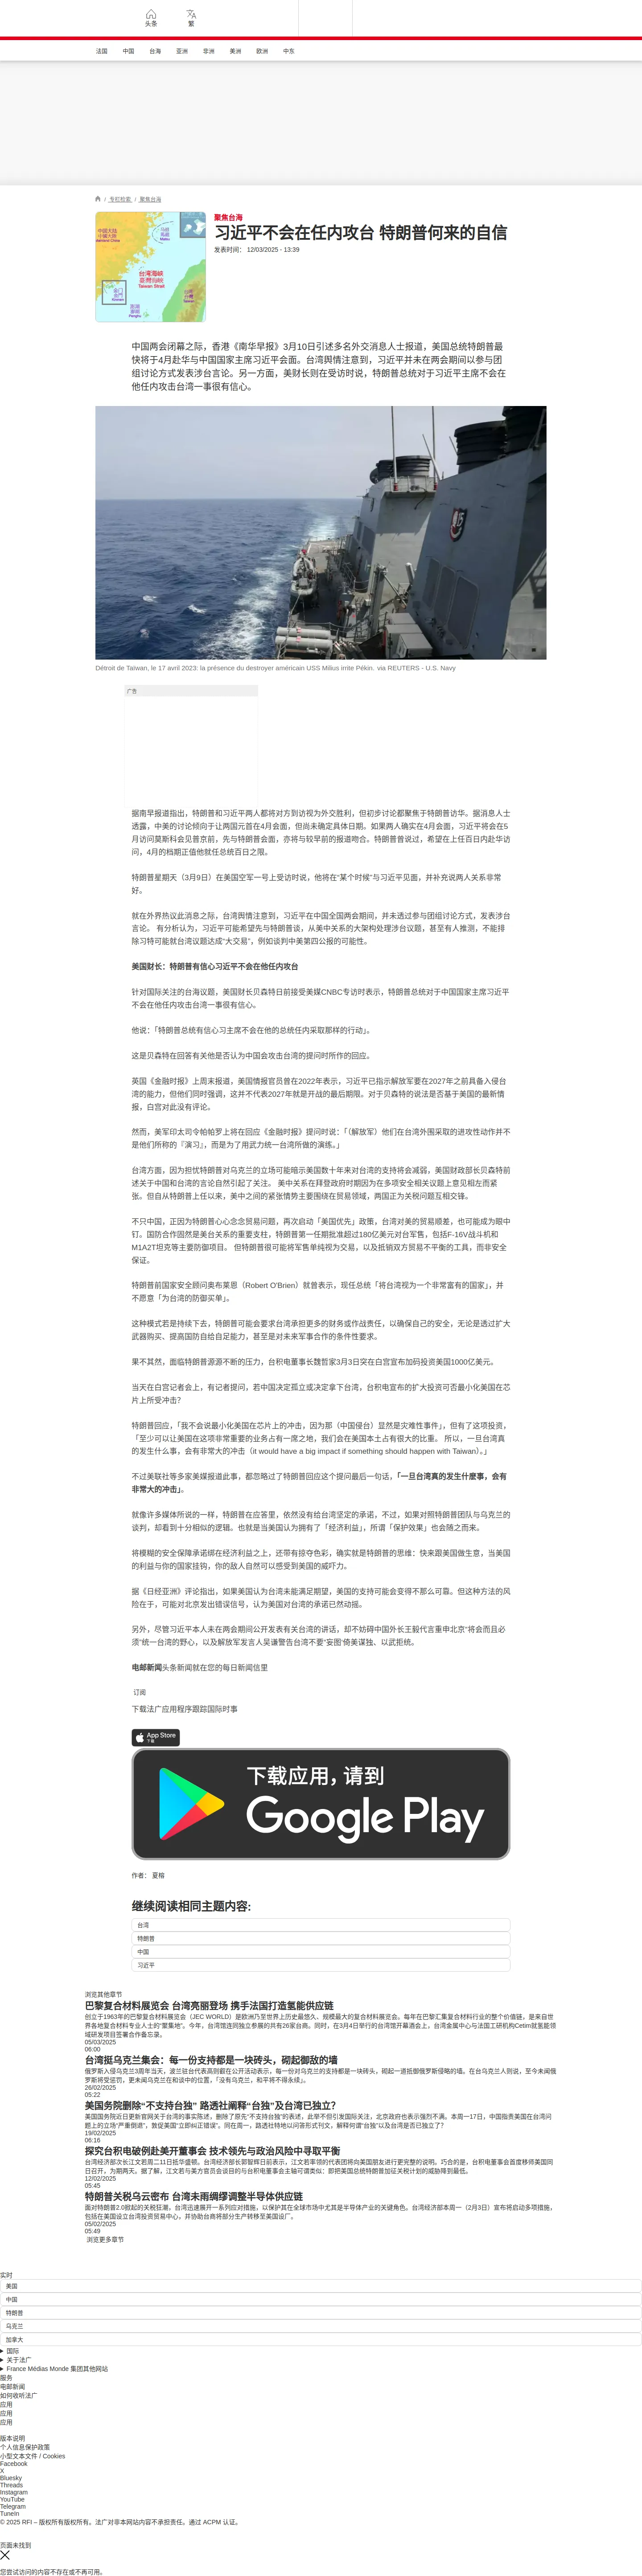 头条
繁
法国
中国
台海
亚洲
非洲
美洲
欧洲
中东
/ 专栏检索 / 聚焦台海
聚焦台海
习近平不会在任内攻台 特朗普何来的自信
发表时间： 12/03/2025 - 13:39
中国两会闭幕之际，香港《南华早报》3月10日引述多名外交消息人士报道，美国总统特朗普最
快将于4月赴华与中国国家主席习近平会面。台湾舆情注意到，习近平并未在两会期间以参与团
组讨论方式发表涉台言论。另一方面，美财长则在受访时说，特朗普总统对于习近平主席不会在
他任内攻击台湾一事很有信心。
Détroit de Taïwan, le 17 avril 2023: la présence du destroyer américain USS Milius irrite Pékin. via REUTERS - U.S. Navy
广告
据南早报道指出，特朗普和习近平两人都将对方到访视为外交胜利，但初步讨论都聚焦于特朗普访华。据消息人士
透露，中美的讨论倾向于让两国元首在4月会面，但尚未确定具体日期。如果两人确实在4月会面，习近平将会在5
月访问莫斯科会见普京前，先与特朗普会面，亦将与较早前的报道吻合。特朗普曾说过，希望在上任百日内赴华访
问，4月的档期正值他就任总统百日之限。
特朗普星期天（3月9日）在美国空军一号上受访时说，他将在“某个时候”与习近平见面，并补充说两人关系非常
好。
就在外界热议此消息之际，台湾舆情注意到，习近平在中国全国两会期间，并未透过参与团组讨论方式，发表涉台
言论。 有分析认为，习近平可能希望先与特朗普谈，从美中关系的大架构处理涉台议题，甚至有人推测，不能排
除习特可能就台湾议题达成“大交易”，例如谈判中美第四公报的可能性。
美国财长：特朗普有信心习近平不会在他任内攻台
针对国际关注的台海议题，美国财长贝森特日前接受美媒CNBC专访时表示，特朗普总统对于中国国家主席习近平
不会在他任内攻击台湾一事很有信心。
他说：「特朗普总统有信心习主席不会在他的总统任内采取那样的行动」。
这是贝森特在回答有关他是否认为中国会攻击台湾的提问时所作的回应。
英国《金融时报》上周末报道，美国情报官员曾在2022年表示，习近平已指示解放军要在2027年之前具备入侵台
湾的能力，但他们同时强调，这并不代表2027年就是开战的最后期限。对于贝森特的说法是否基于美国的最新情
报，白宫对此没有评论。
然而，美军印太司令帕帕罗上将在回应《金融时报》提问时说：「（解放军）他们在台湾外围采取的进攻性动作并不
是他们所称的『演习』，而是为了用武力统一台湾所做的演练。」
台湾方面，因为担忧特朗普对乌克兰的立场可能暗示美国数十年来对台湾的支持将会减弱，美国财政部长贝森特前
述关于中国和台湾的言论自然引起了关注。 美中关系在拜登政府时期因为在多项安全相关议题上意见相左而紧
张。但自从特朗普上任以来，美中之间的紧张情势主要围绕在贸易领域，两国正为关税问题互相交锋。
不只中国，正因为特朗普心心念念贸易问题，再次启动「美国优先」政策，台湾对美的贸易顺差，也可能成为眼中
钉。国防合作固然是美台关系的重要支柱，特朗普第一任期批准超过180亿美元对台军售，包括F-16V战斗机和
M1A2T坦克等主要防御项目。 但特朗普很可能将军售单纯视为交易，以及抵销双方贸易不平衡的工具，而非安全
保证。
特朗普前国家安全顾问奥布莱恩（Robert O'Brien）就曾表示，现任总统「将台湾视为一个非常富有的国家」，并
不愿意「为台湾的防御买单」。
这种模式若是持续下去，特朗普可能会要求台湾承担更多的财务或作战责任，以确保自己的安全，无论是透过扩大
武器购买、提高国防自给自足能力，甚至是对未来军事合作的条件性要求。
果不其然，面临特朗普源源不断的压力，台积电董事长魏哲家3月3日突在白宫宣布加码投资美国1000亿美元。
当天在白宫记者会上，有记者提问，若中国决定孤立或决定拿下台湾，台积电宣布的扩大投资可否最小化美国在芯
片上所受冲击？
特朗普回应，「我不会说最小化美国在芯片上的冲击，因为那（中国侵台）显然是灾难性事件」，但有了这项投资，
「至少可以让美国在这项非常重要的业务占有一席之地，我们会在美国本土占有很大的比重。 所以，一旦台湾真
的发生什么事，会有非常大的冲击（it would have a big impact if something should happen with Taiwan）。」
不过美联社等多家美媒报道此事，都忽略过了特朗普回应这个提问最后一句话，「一旦台湾真的发生什麼事，会有
非常大的冲击」。
就像许多媒体所说的一样，特朗普在应答里，依然没有给台湾坚定的承诺，不过，如果对照特朗普团队与乌克兰的
谈判，却看到十分相似的逻辑。也就是当美国认为拥有了「经济利益」，所谓「保护效果」也会随之而来。
将模糊的安全保障承诺绑在经济利益之上，还带有掠夺色彩，确实就是特朗普的思维：快来跟美国做生意，当美国
的利益与你的国家挂钩，你的敌人自然可以感受到美国的威吓力。
据《日经亚洲》评论指出，如果美国认为台湾未能满足期望，美国的支持可能会变得不那么可靠。但这种方法的风
险在于，可能对北京发出错误信号，认为美国对台湾的承诺已然动摇。
另外，尽管习近平本人未在两会期间公开发表有关台湾的讲话，却不妨碍中国外长王毅代言重申北京“将会而且必
须”统一台湾的野心，以及解放军发言人吴谦警告台湾不要“妄图‘倚美谋独、以武拒统。
电邮新闻头条新闻就在您的每日新闻信里
订阅
下载法广应用程序跟踪国际时事
App Store
下载
下载应用，请到
Google Play
作者： 夏榕
继续阅读相同主题内容:
台湾
特朗普
中国
习近平
浏览其他章节
巴黎复合材料展览会 台湾亮丽登场 携手法国打造氢能供应链
创立于1963年的巴黎复合材料展览会（JEC WORLD）是欧洲乃至世界上历史最悠久、规模最大的复合材料展览会。每年在巴黎汇集复合材料行业的整个价值链，是来自世
界各地复合材料专业人士的“聚集地”。今年，台湾馆连同独立参展的共有26家台商。同时，在3月4日举行的台湾馆开幕酒会上，台湾金属中心与法国工研机构Cetim就氢能领
域研发项目签署合作备忘录。
05/03/2025
06:00
台湾挺乌克兰集会：每一份支持都是一块砖头，砌起御敌的墙
俄罗斯入侵乌克兰3周年当天，波兰驻台代表高则叡在公开活动表示，每一份对乌克兰的支持都是一块砖头，砌起一道抵御俄罗斯侵略的墙。在台乌克兰人则说，至今未闻俄
罗斯将受惩罚，更未闻乌克兰在和谈中的位置，「没有乌克兰，和平将不得永续」。
26/02/2025
05:22
美国务院删除“不支持台独” 路透社阐释“台独”及台湾已独立？
美国国务院近日更新官网关于台湾的事实陈述，删除了原先“不支持台独”的表述，此举不但引发国际关注，北京政府也表示强烈不满。本周一17日，中国指责美国在台湾问
题上的立场“严重倒退”，敦促美国“立即纠正错误”。同在周一，路透社特地以问答形式刊文，解释何谓“台独”以及台湾是否已独立了？
19/02/2025
06:16
探究台积电破例赴美开董事会 技术领先与政治风险中寻取平衡
台湾经济部次长江文若周二11日抵华盛顿。台湾经济部长郭智辉日前表示，江文若率领的代表团将向美国朋友进行更完整的说明。巧合的是，台积电董事会首度移师美国同
日召开，为期两天。据了解，江文若与美方官员会谈目的与台积电董事会主轴可谓类似：即把美国总统特朗普加征关税计划的威胁降到最低。
12/02/2025
05:45
特朗普关税乌云密布 台湾未雨绸缪调整半导体供应链
面对特朗普2.0掀起的关税狂潮，台湾迅速展开一系列应对措施，以保护其在全球市场中尤其是半导体产业的关键角色。台湾经济部本周一（2月3日）宣布将启动多项措施，
包括在美国设立台湾投资贸易中心，并协助台商将部分生产转移至美国设厂。
05/02/2025
05:49
浏览更多章节
实时
美国
中国
特朗普
乌克兰
加拿大
国际
关于法广
France Médias Monde 集团其他网站
服务
电邮新闻
如何收听法广
应用
应用
应用
版本说明
个人信息保护政策
小型文本文件 / Cookies
Facebook
X
Bluesky
Threads
Instagram
YouTube
Telegram
TuneIn
© 2025 RFI – 版权所有版权所有。法广对非本网站内容不承担责任。通过 ACPM 认证。
页面未找到
您尝试访问的内容不存在或不再可用。